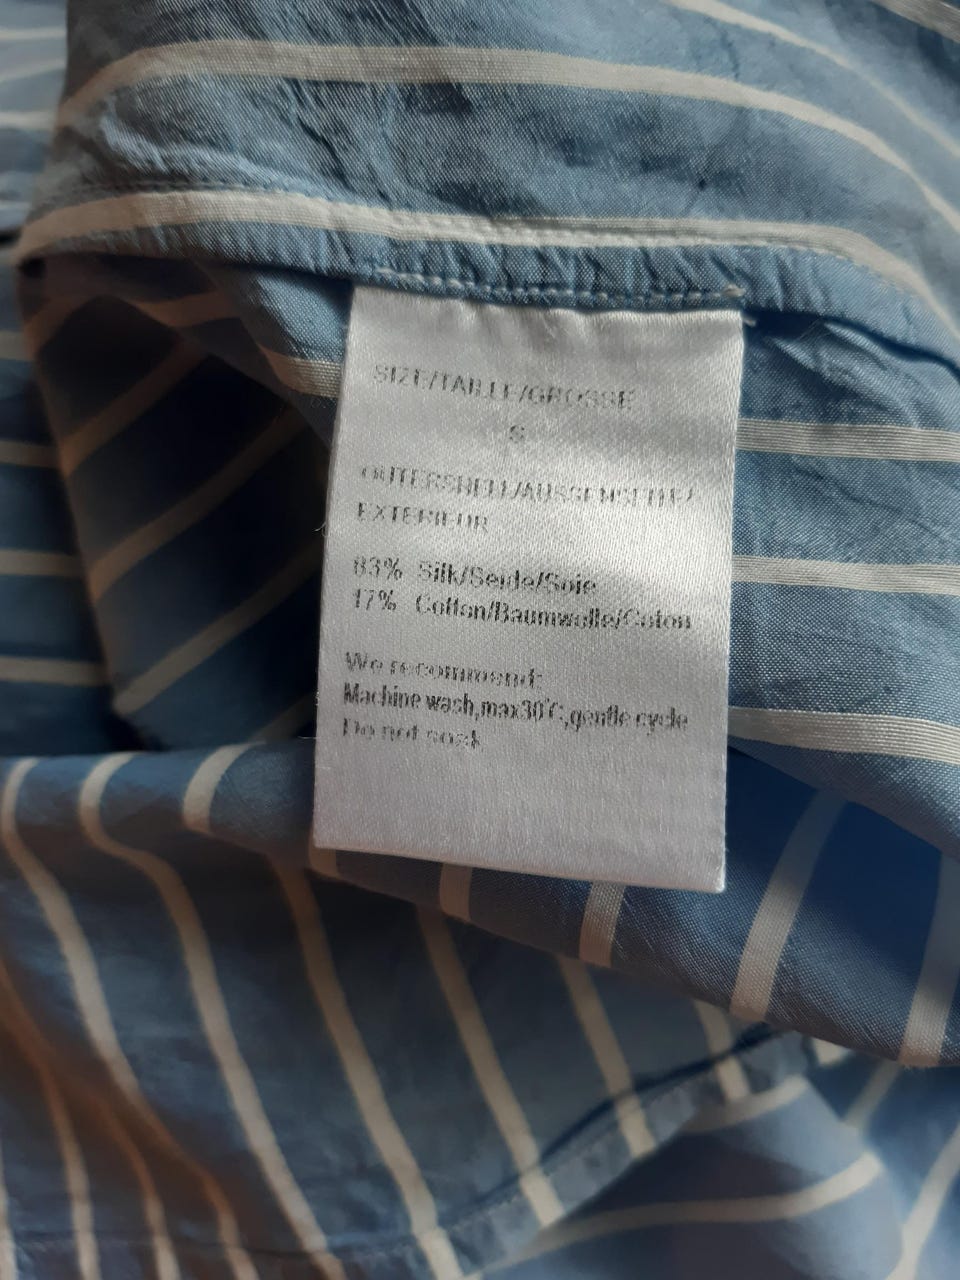 SIZE/TAILLE/GROSSE
S
OUTERSHELL/AUSSENSEITE/
EXTERIEUR
83% Silk/Seide/Soie
17% Cotton/Baumwolle/Coton
We recommend:
Machine wash,max30°C,gentle cycle
Do not soak